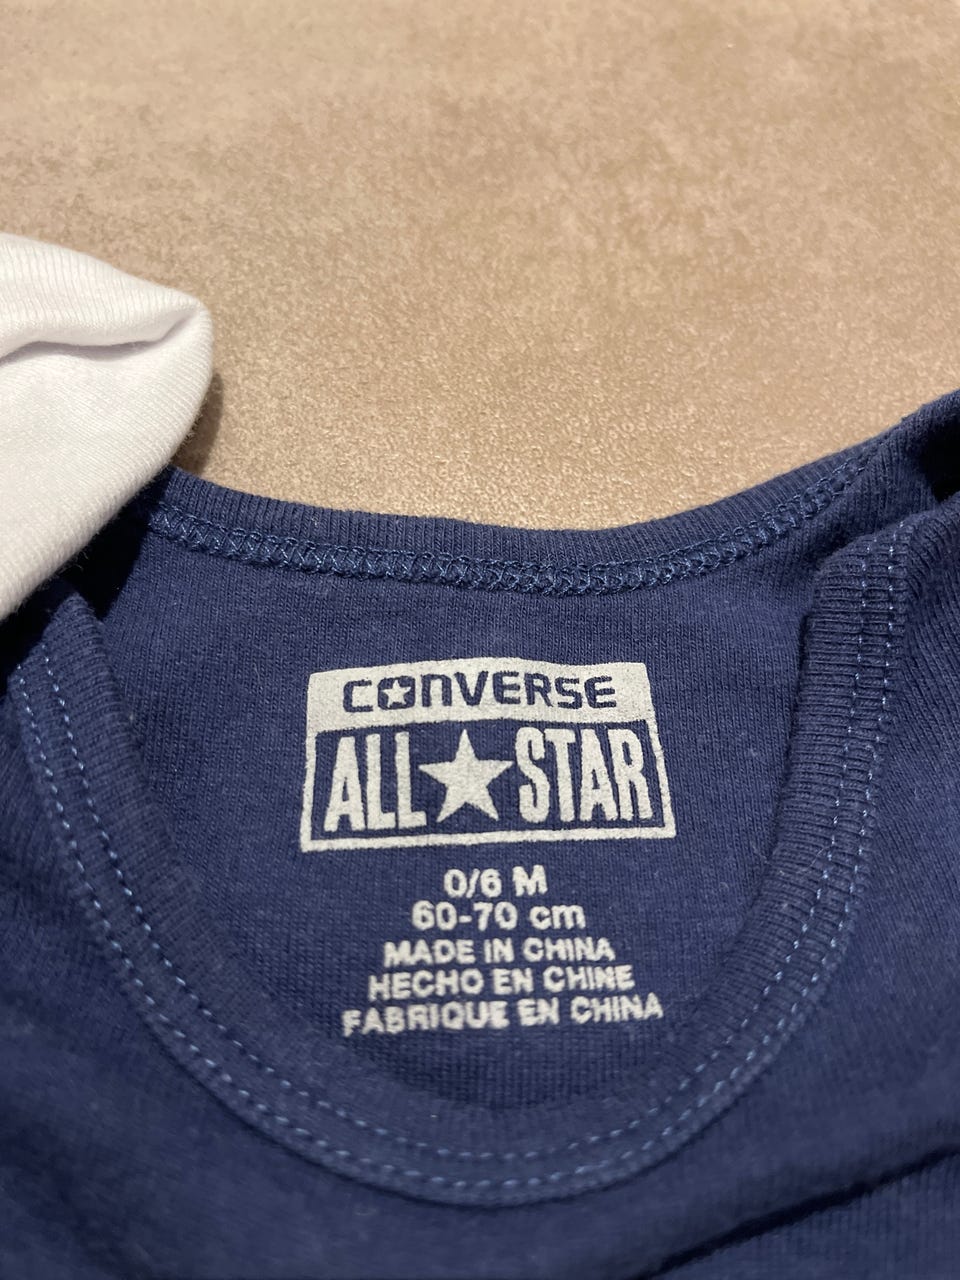 CONVERSE
ALL★STAR
0/6 M
60-70 cm
MADE IN CHINA
HECHO EN CHINE
FABRIQUE EN CHINA